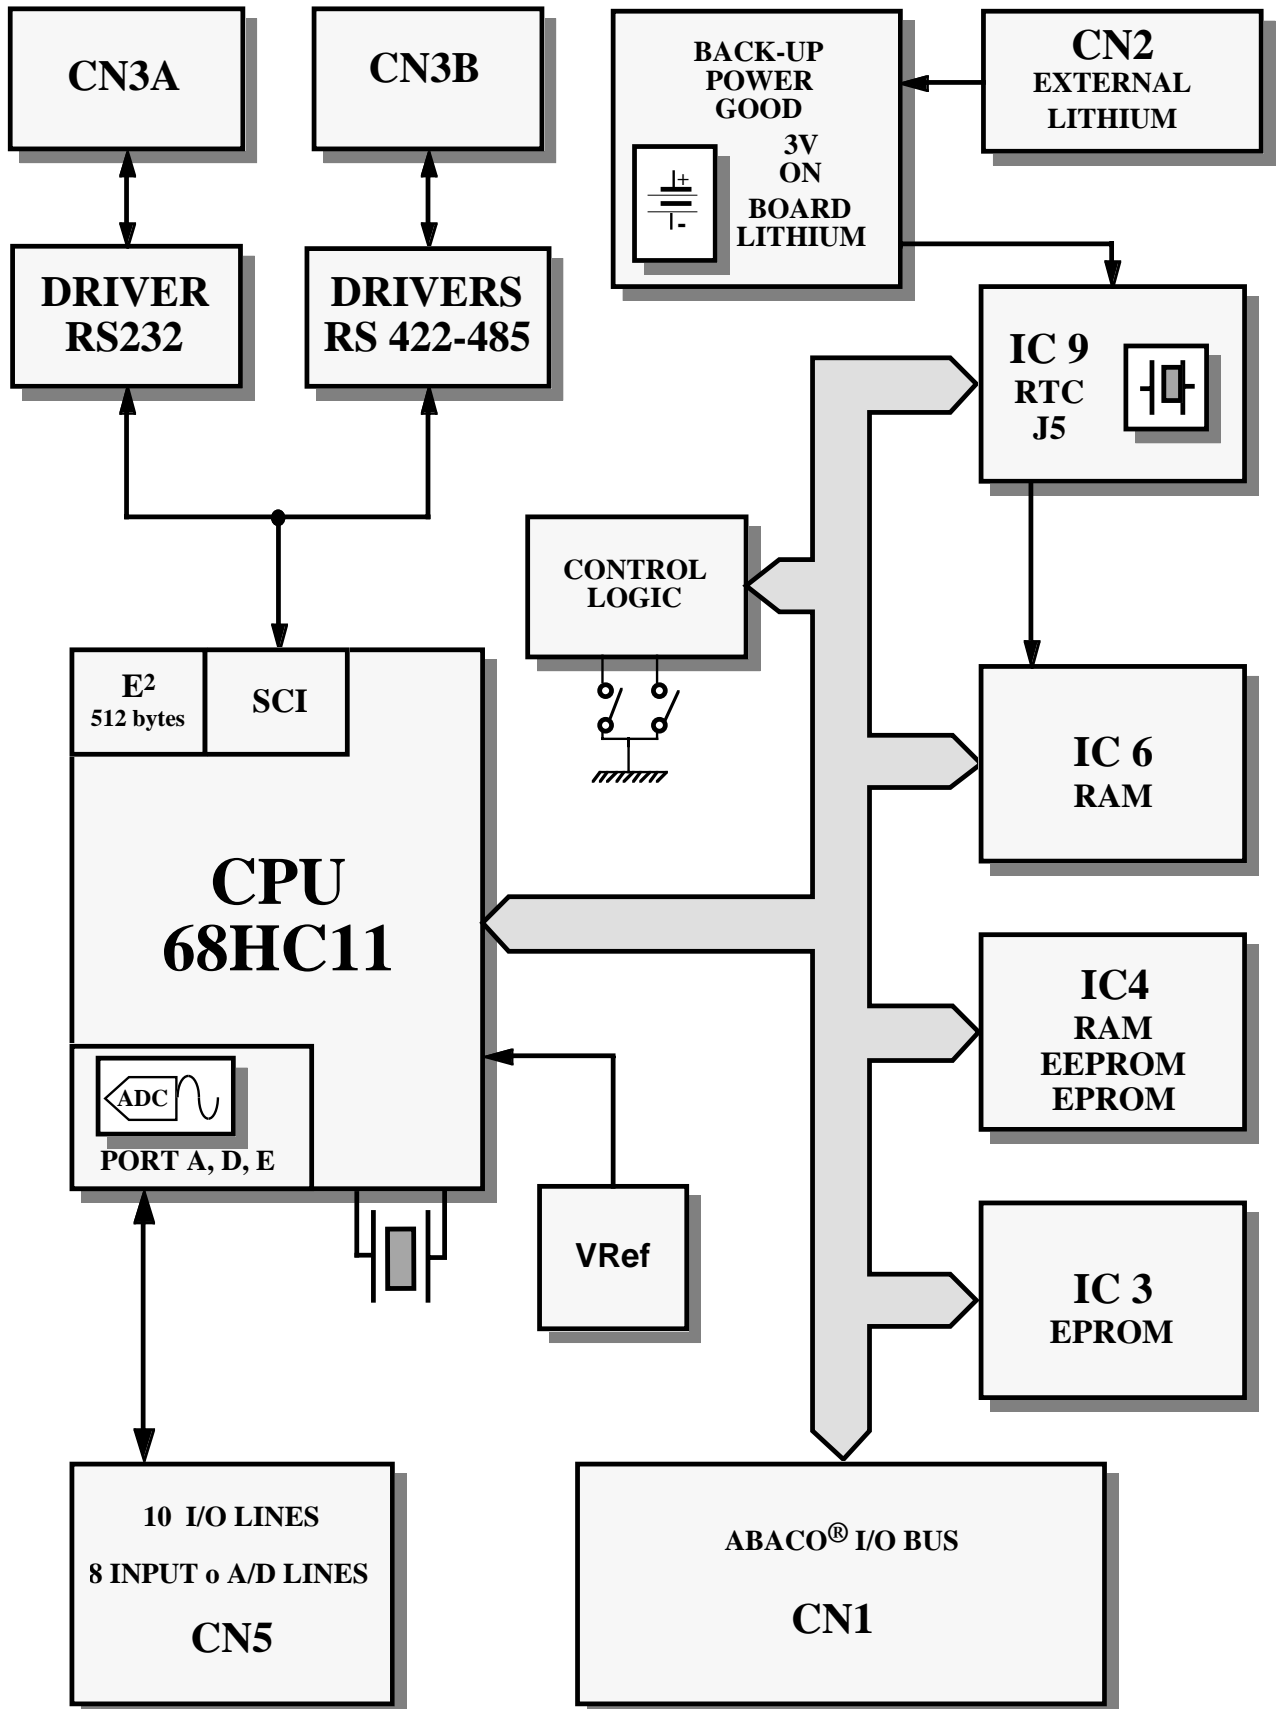 CN3A
CN3B
BACK-UP
POWER
GOOD
3V
ON
BOARD
LITHIUM
+
-
CN2
EXTERNAL
LITHIUM
DRIVER
RS232
DRIVERS
RS 422-485
IC 9
RTC
J5
CONTROL
LOGIC
E²
512 bytes
SCI
IC 6
RAM
CPU
68HC11
IC4
RAM
EEPROM
EPROM
ADC
PORT A, D, E
VRef
IC 3
EPROM
10 I/O LINES
8 INPUT o A/D LINES
CN5
ABACO® I/O BUS
CN1